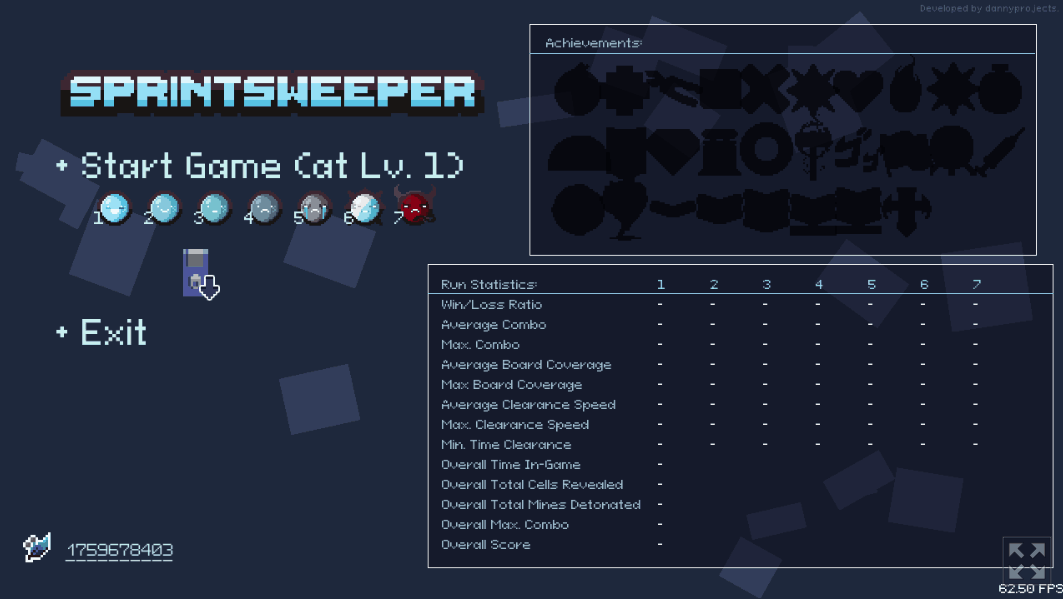 Developed by dannyprojects.
SPRINTSWEEPER
+ Start Game (at Lv. 1)
1 2 3 4 5 6 7
+ Exit
1759678403
Achievements:
Run Statistics: 1 2 3 4 5 6 7
Win/Loss Ratio - - - - - - -
Average Combo - - - - - - -
Max. Combo - - - - - - -
Average Board Coverage - - - - - - -
Max Board Coverage - - - - - - -
Average Clearance Speed - - - - - - -
Max. Clearance Speed - - - - - - -
Min. Time Clearance - - - - - - -
Overall Time In-Game -
Overall Total Cells Revealed -
Overall Total Mines Detonated -
Overall Max. Combo -
Overall Score -
62.50 FPS